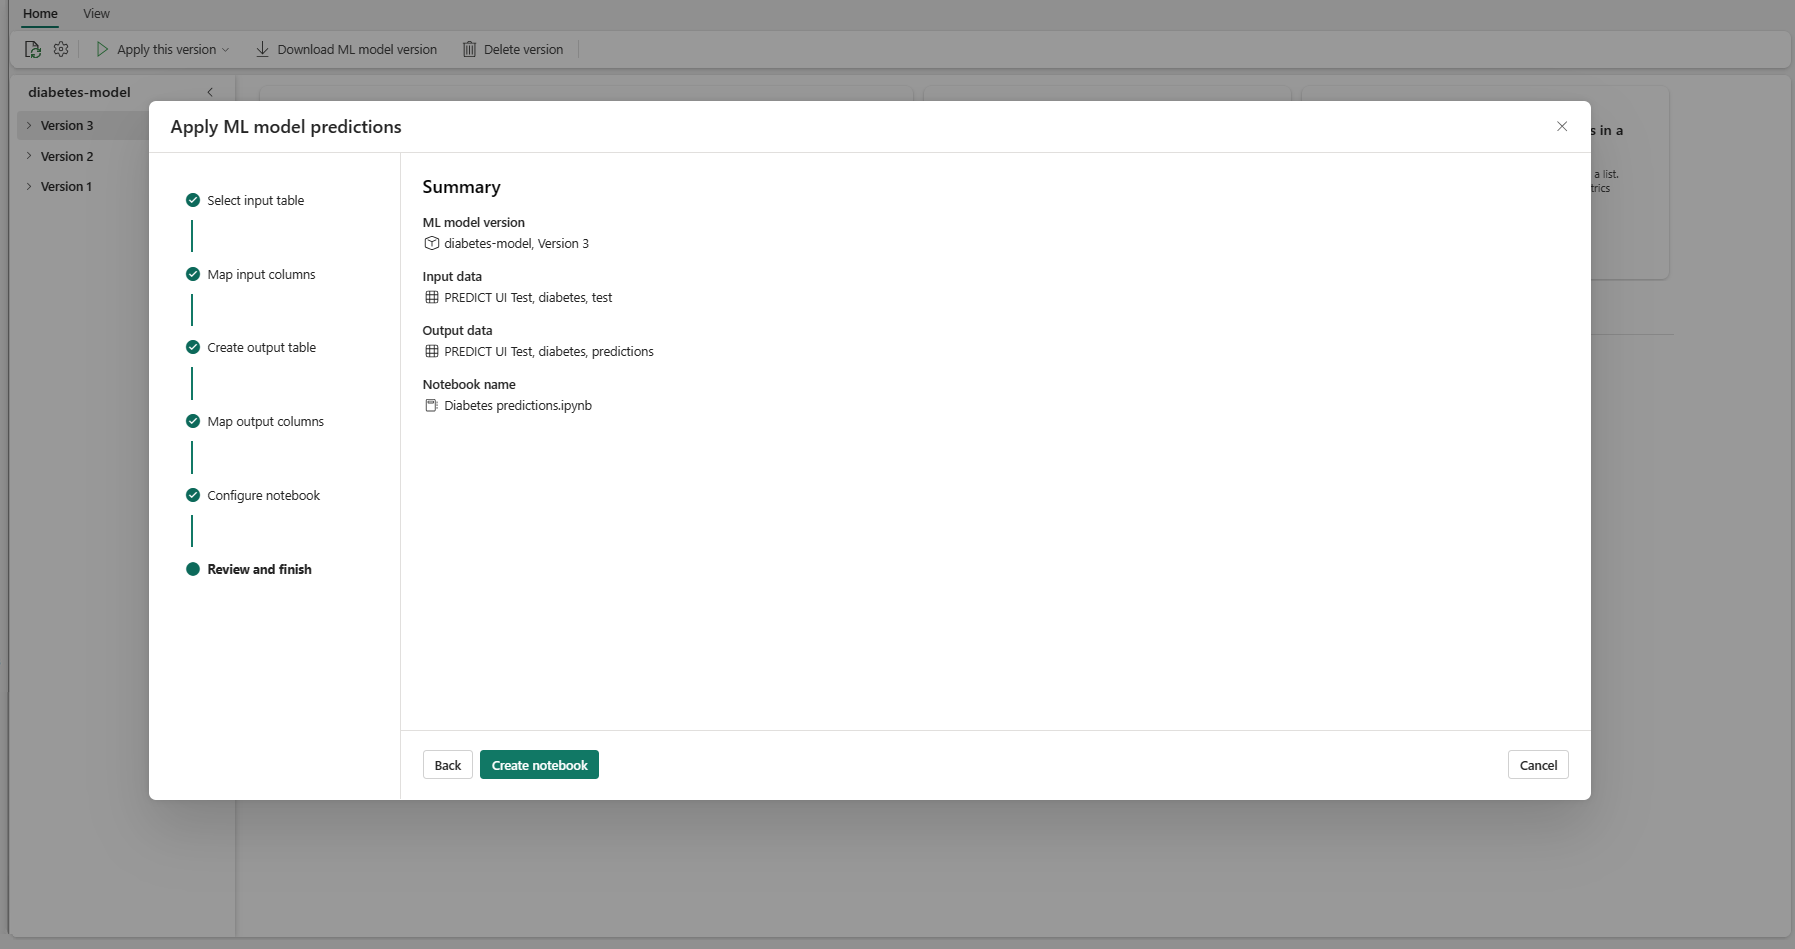 Home View
Apply this version Download ML model version Delete version
diabetes-model
Version 3
Version 2
Version 1
s in a
a list.
trics
Apply ML model predictions
Select input table
Map input columns
Create output table
Map output columns
Configure notebook
Review and finish
Summary
ML model version
diabetes-model, Version 3
Input data
PREDICT UI Test, diabetes, test
Output data
PREDICT UI Test, diabetes, predictions
Notebook name
Diabetes predictions.ipynb
Back Create notebook Cancel